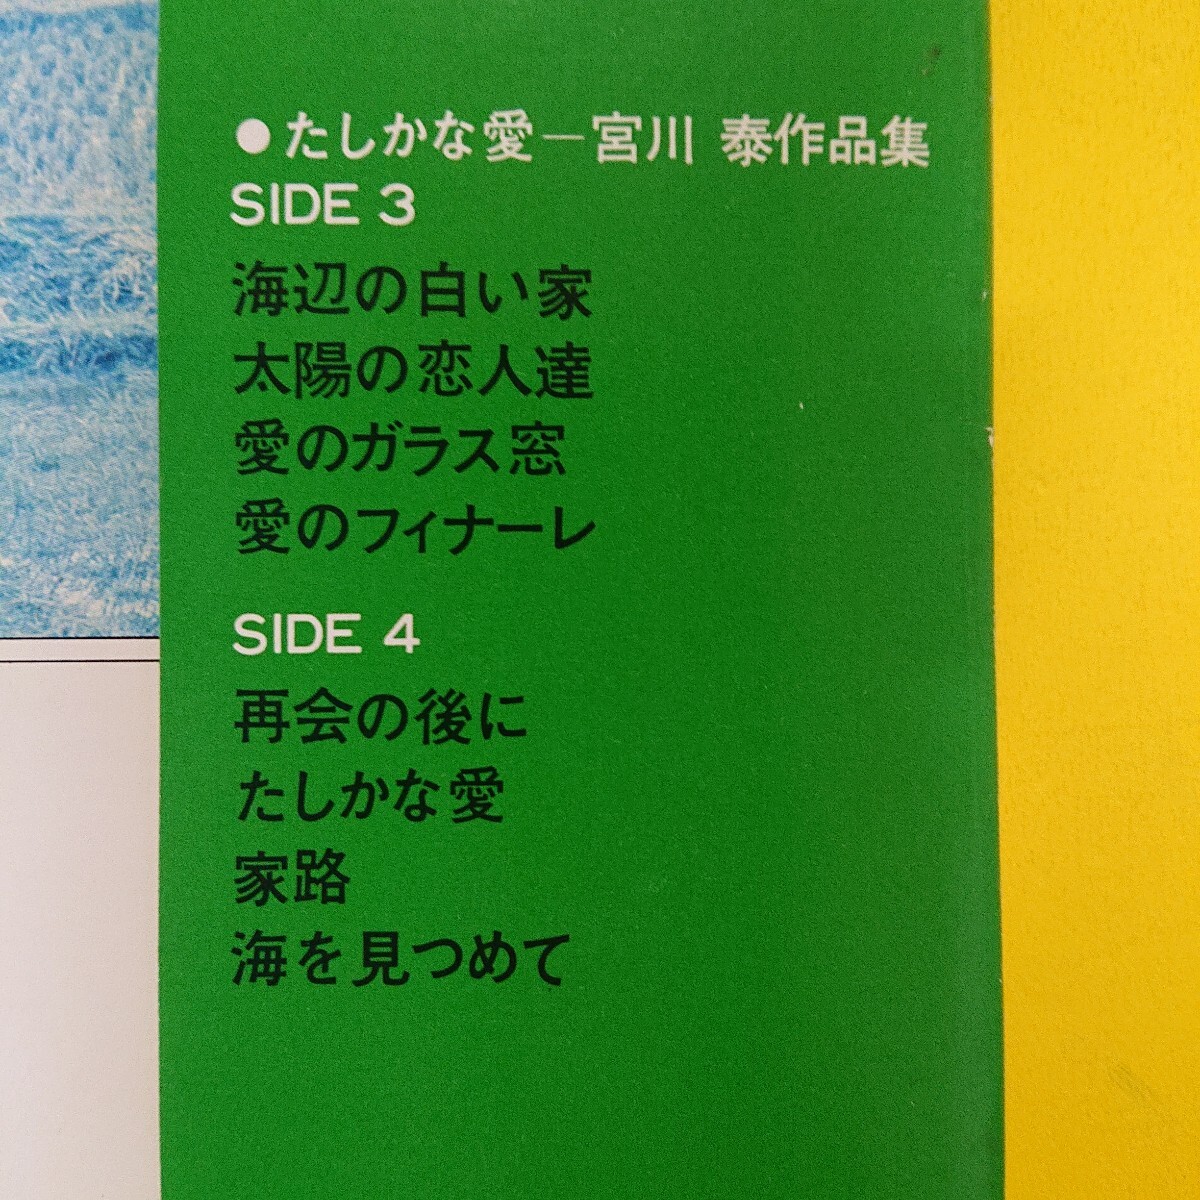 ●たしかな愛―宮川 泰作品集
SIDE 3
海辺の白い家
太陽の恋人達
愛のガラス窓
愛のフィナーレ
SIDE 4
再会の後に
たしかな愛
家路
海を見つめて